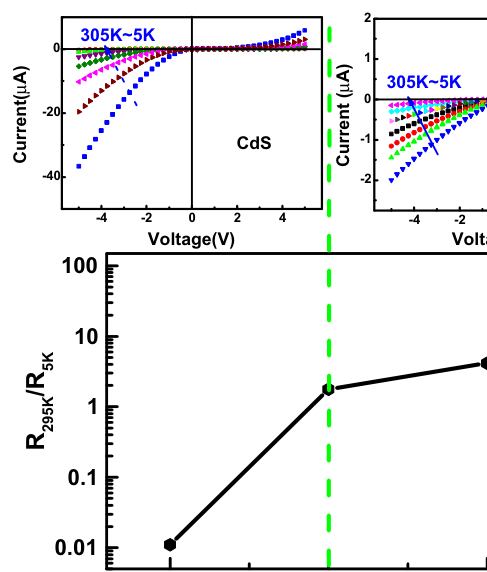 305K~5K
0
-20
-40
Current(μA)
CdS
-4 -2 0 2 4
Voltage(V)
2
1
0
-1
-2
Current (μA)
305K~5K
-4 -2
Volta
100
10
1
0.1
0.01
R295K/R5K